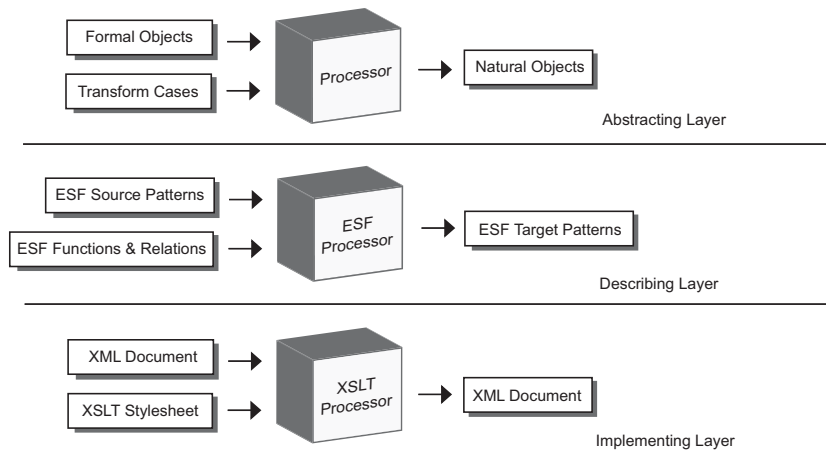 Formal Objects
Transform Cases
Processor
Natural Objects
Abstracting Layer
ESF Source Patterns
ESF Functions & Relations
ESF
Processor
ESF Target Patterns
Describing Layer
XML Document
XSLT Stylesheet
XSLT
Processor
XML Document
Implementing Layer